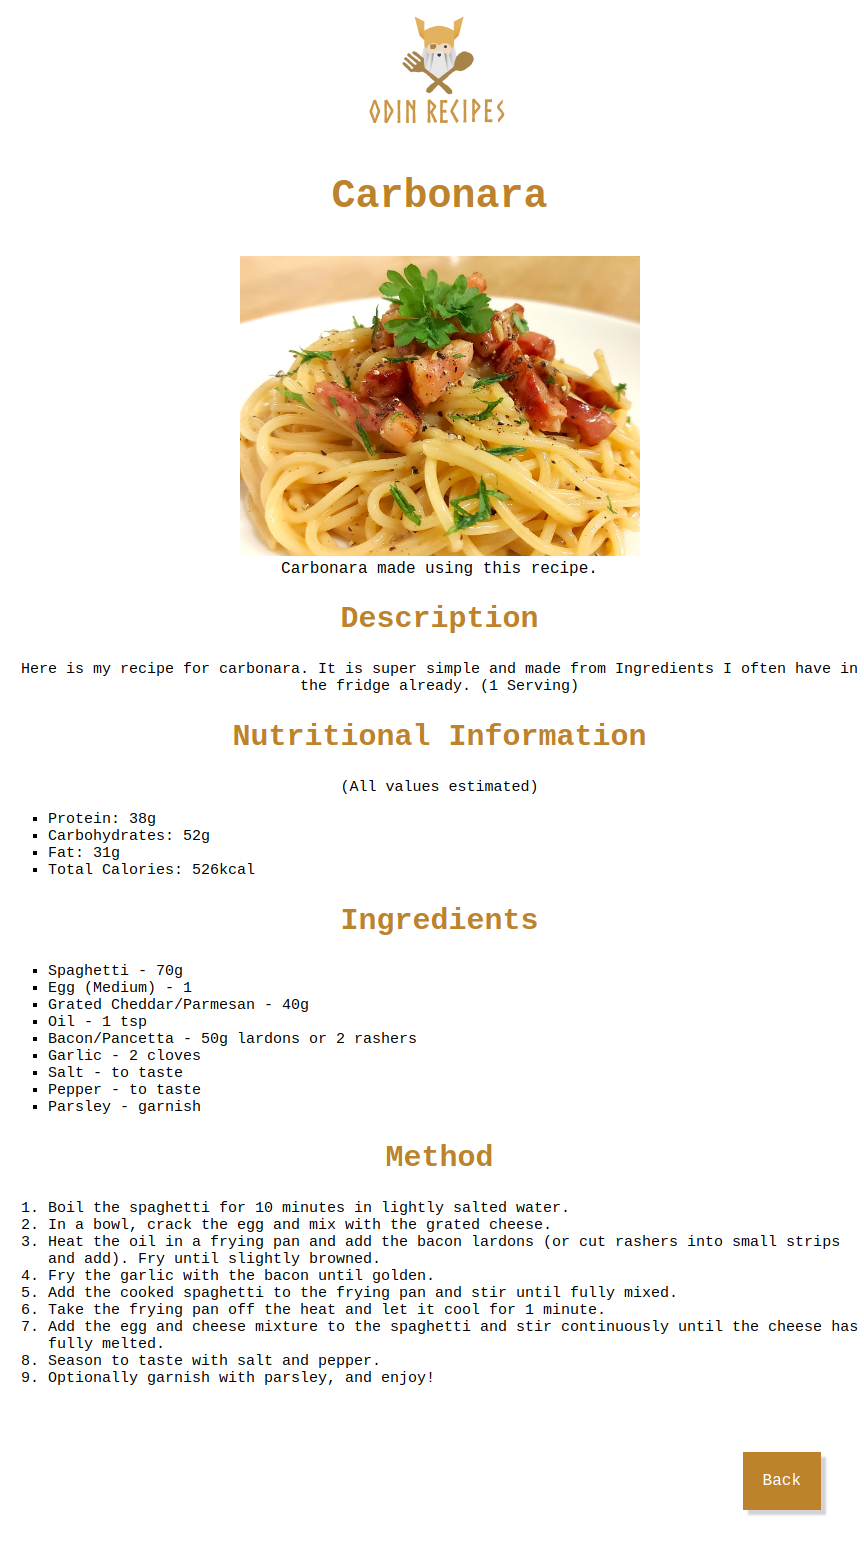 ODIN RECIPES
Carbonara
Carbonara made using this recipe.
Description
Here is my recipe for carbonara. It is super simple and made from Ingredients I often have in
the fridge already. (1 Serving)
Nutritional Information
(All values estimated)
▪ Protein: 38g
▪ Carbohydrates: 52g
▪ Fat: 31g
▪ Total Calories: 526kcal
Ingredients
▪ Spaghetti - 70g
▪ Egg (Medium) - 1
▪ Grated Cheddar/Parmesan - 40g
▪ Oil - 1 tsp
▪ Bacon/Pancetta - 50g lardons or 2 rashers
▪ Garlic - 2 cloves
▪ Salt - to taste
▪ Pepper - to taste
▪ Parsley - garnish
Method
1. Boil the spaghetti for 10 minutes in lightly salted water.
2. In a bowl, crack the egg and mix with the grated cheese.
3. Heat the oil in a frying pan and add the bacon lardons (or cut rashers into small strips
and add). Fry until slightly browned.
4. Fry the garlic with the bacon until golden.
5. Add the cooked spaghetti to the frying pan and stir until fully mixed.
6. Take the frying pan off the heat and let it cool for 1 minute.
7. Add the egg and cheese mixture to the spaghetti and stir continuously until the cheese has
fully melted.
8. Season to taste with salt and pepper.
9. Optionally garnish with parsley, and enjoy!
Back